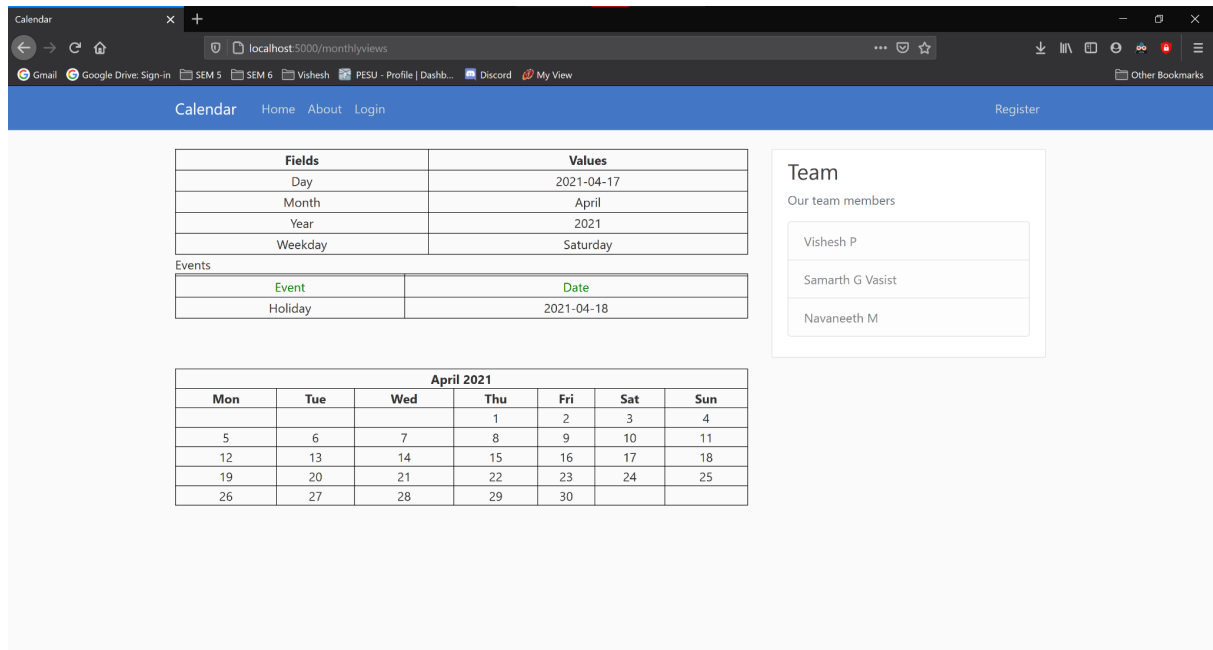 Calendar
localhost:5000/monthlyviews
Gmail Google Drive: Sign-in SEM 5 SEM 6 Vishesh PESU - Profile | Dashb... Discord My View Other Bookmarks
Calendar Home About Login Register
Fields Values
Day 2021-04-17
Month April
Year 2021
Weekday Saturday
Events
Event Date
Holiday 2021-04-18
April 2021
Mon Tue Wed Thu Fri Sat Sun
1 2 3 4
5 6 7 8 9 10 11
12 13 14 15 16 17 18
19 20 21 22 23 24 25
26 27 28 29 30
Team
Our team members
Vishesh P
Samarth G Vasist
Navaneeth M